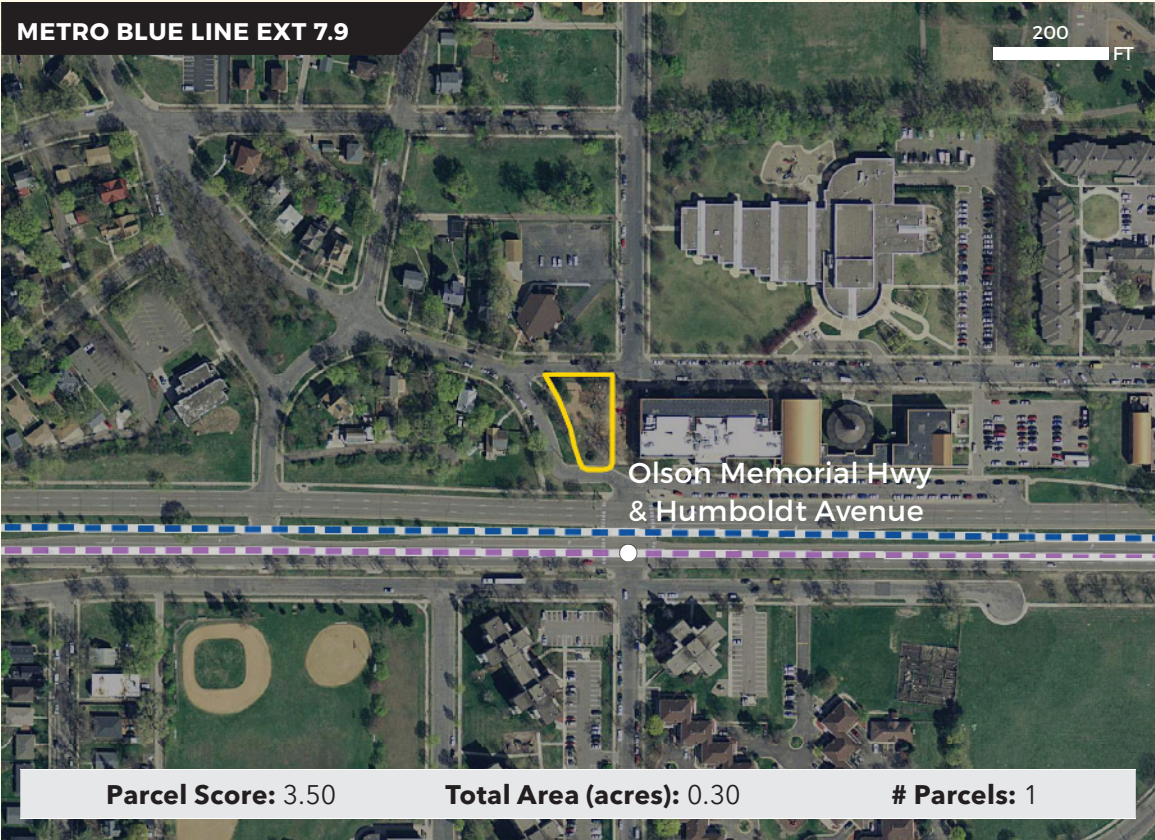 METRO BLUE LINE EXT 7.9
200
FT
Olson Memorial Hwy
& Humboldt Avenue
Parcel Score: 3.50 Total Area (acres): 0.30 # Parcels: 1